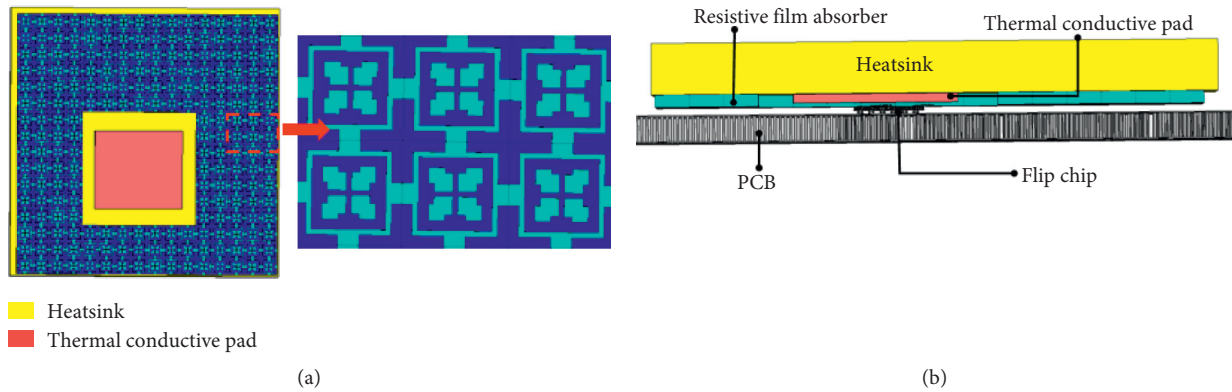 Resistive film absorber
Thermal conductive pad
Heatsink
PCB
Flip chip
Heatsink
Thermal conductive pad
(a)
(b)